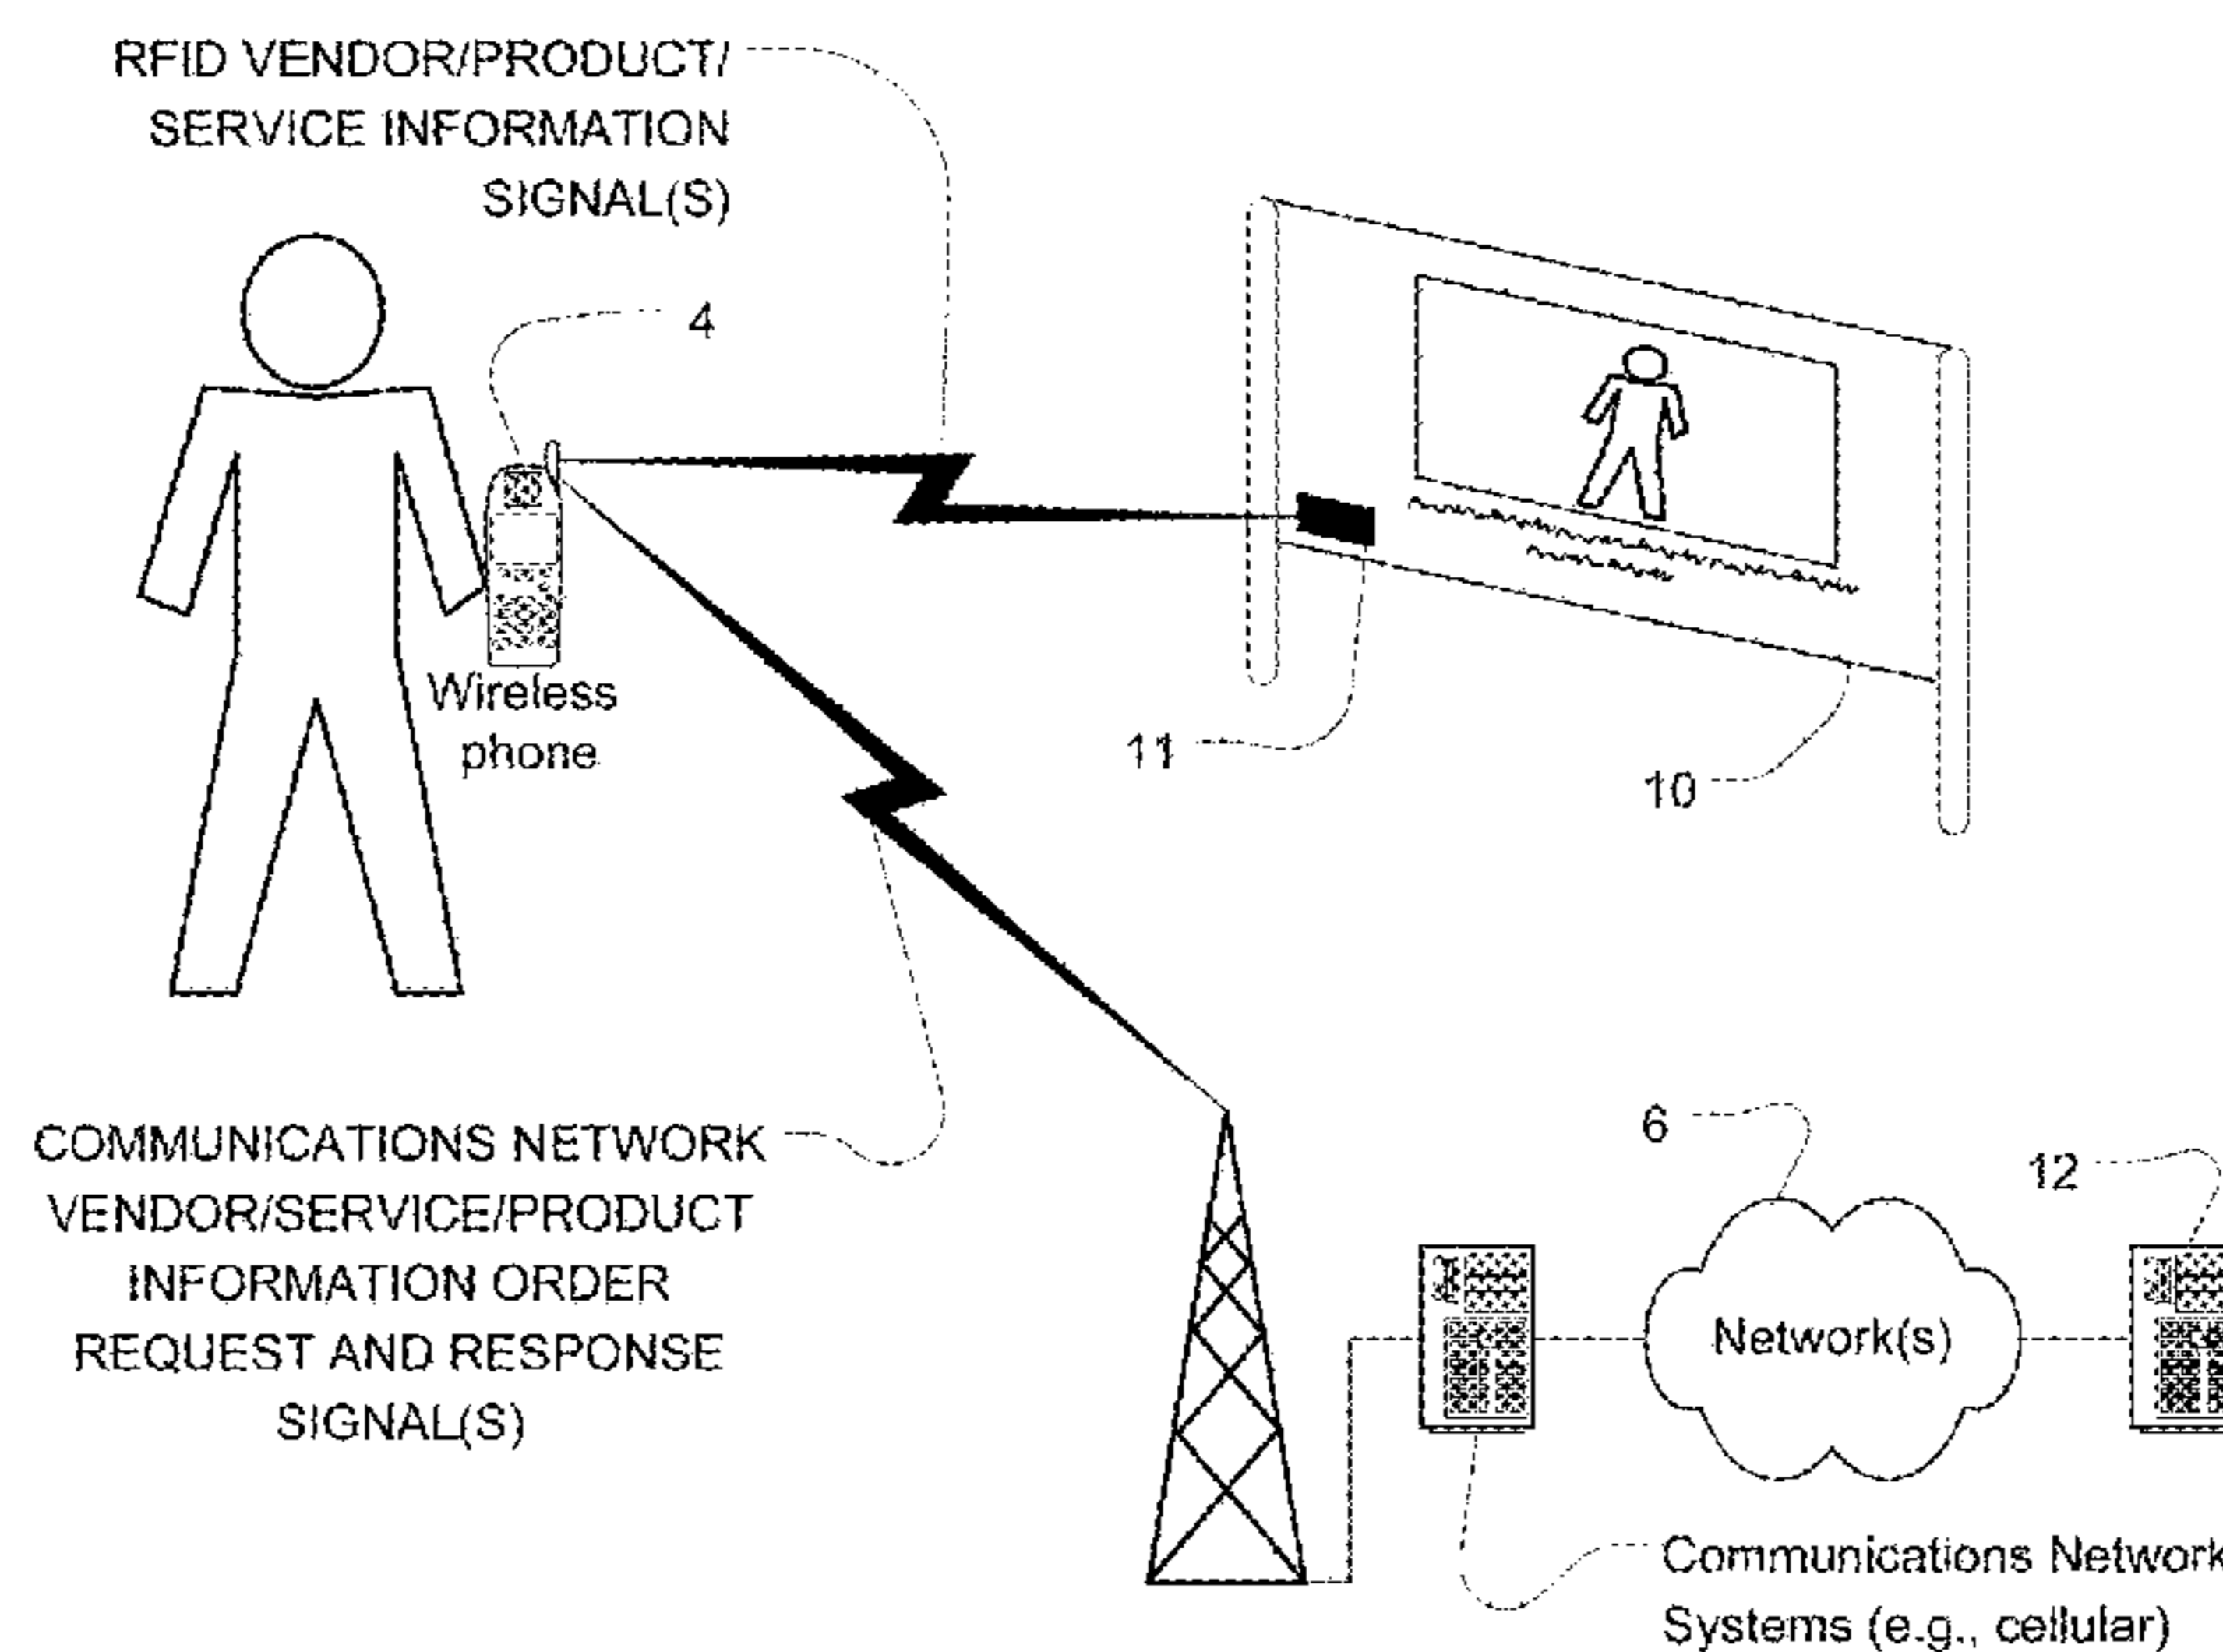 RFID VENDOR/PRODUCT/
SERVICE INFORMATION
SIGNAL(S)
4
Wireless
phone
11
10
COMMUNICATIONS NETWORK
VENDOR/SERVICE/PRODUCT
INFORMATION ORDER
REQUEST AND RESPONSE
SIGNAL(S)
6
12
Network(s)
Communications Network
Systems (e.g., cellular)